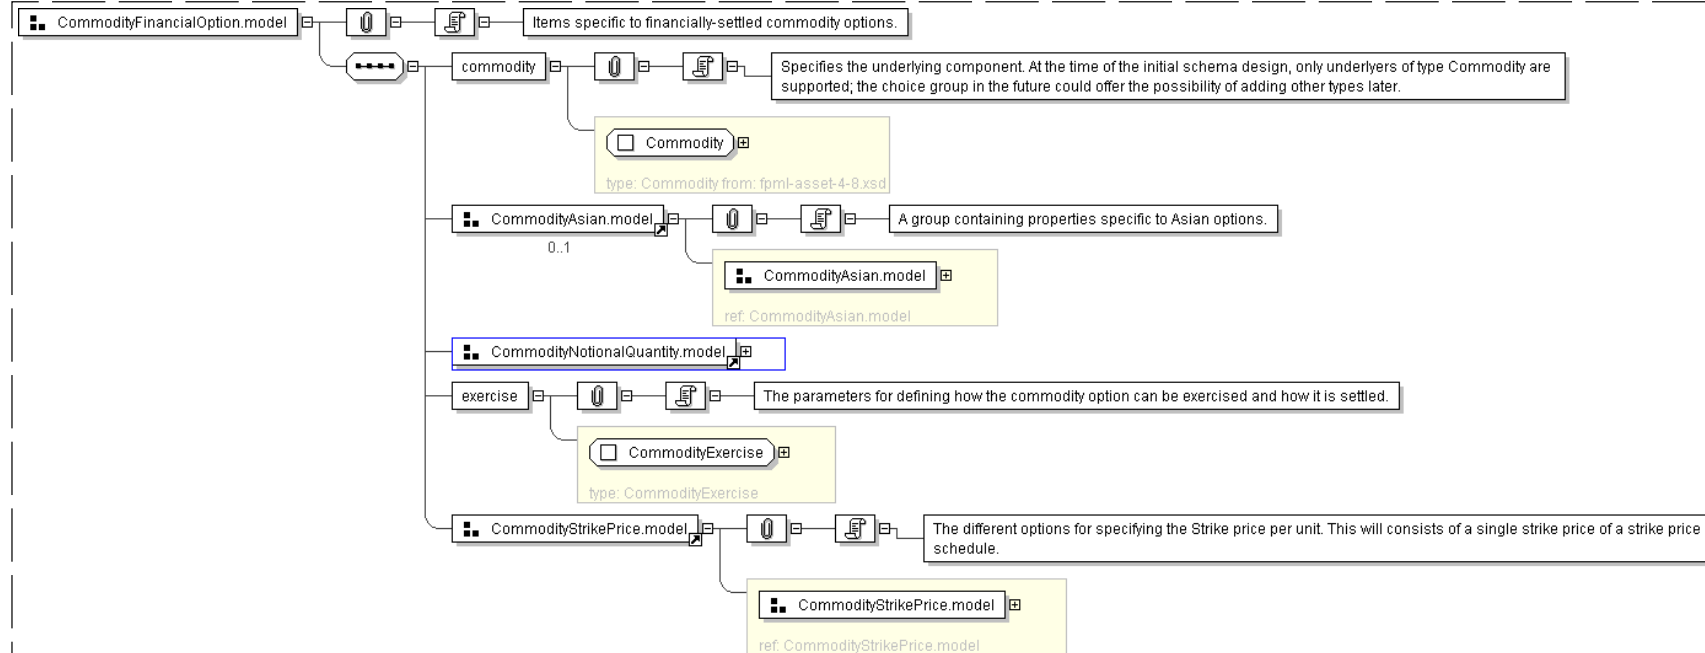 CommodityFinancialOption.model
Items specific to financially-settled commodity options.
commodity
Specifies the underlying component. At the time of the initial schema design, only underlyers of type Commodity are
supported; the choice group in the future could offer the possibility of adding other types later.
Commodity
type: Commodity from: fpml-asset-4-8.xsd
CommodityAsian.model
A group containing properties specific to Asian options.
0..1
CommodityAsian.model
ref: CommodityAsian.model
CommodityNotionalQuantity.model
exercise
The parameters for defining how the commodity option can be exercised and how it is settled.
CommodityExercise
type: CommodityExercise
CommodityStrikePrice.model
The different options for specifying the Strike price per unit. This will consists of a single strike price of a strike price
schedule.
CommodityStrikePrice.model
ref: CommodityStrikePrice.model